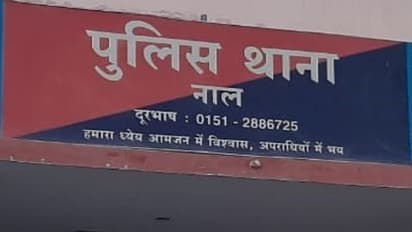 पुलिस थाना
नाल
दूरभाष : 0151 - 2886725
हमारा ध्येय आमजन में विश्वास, अपराधियों में भय